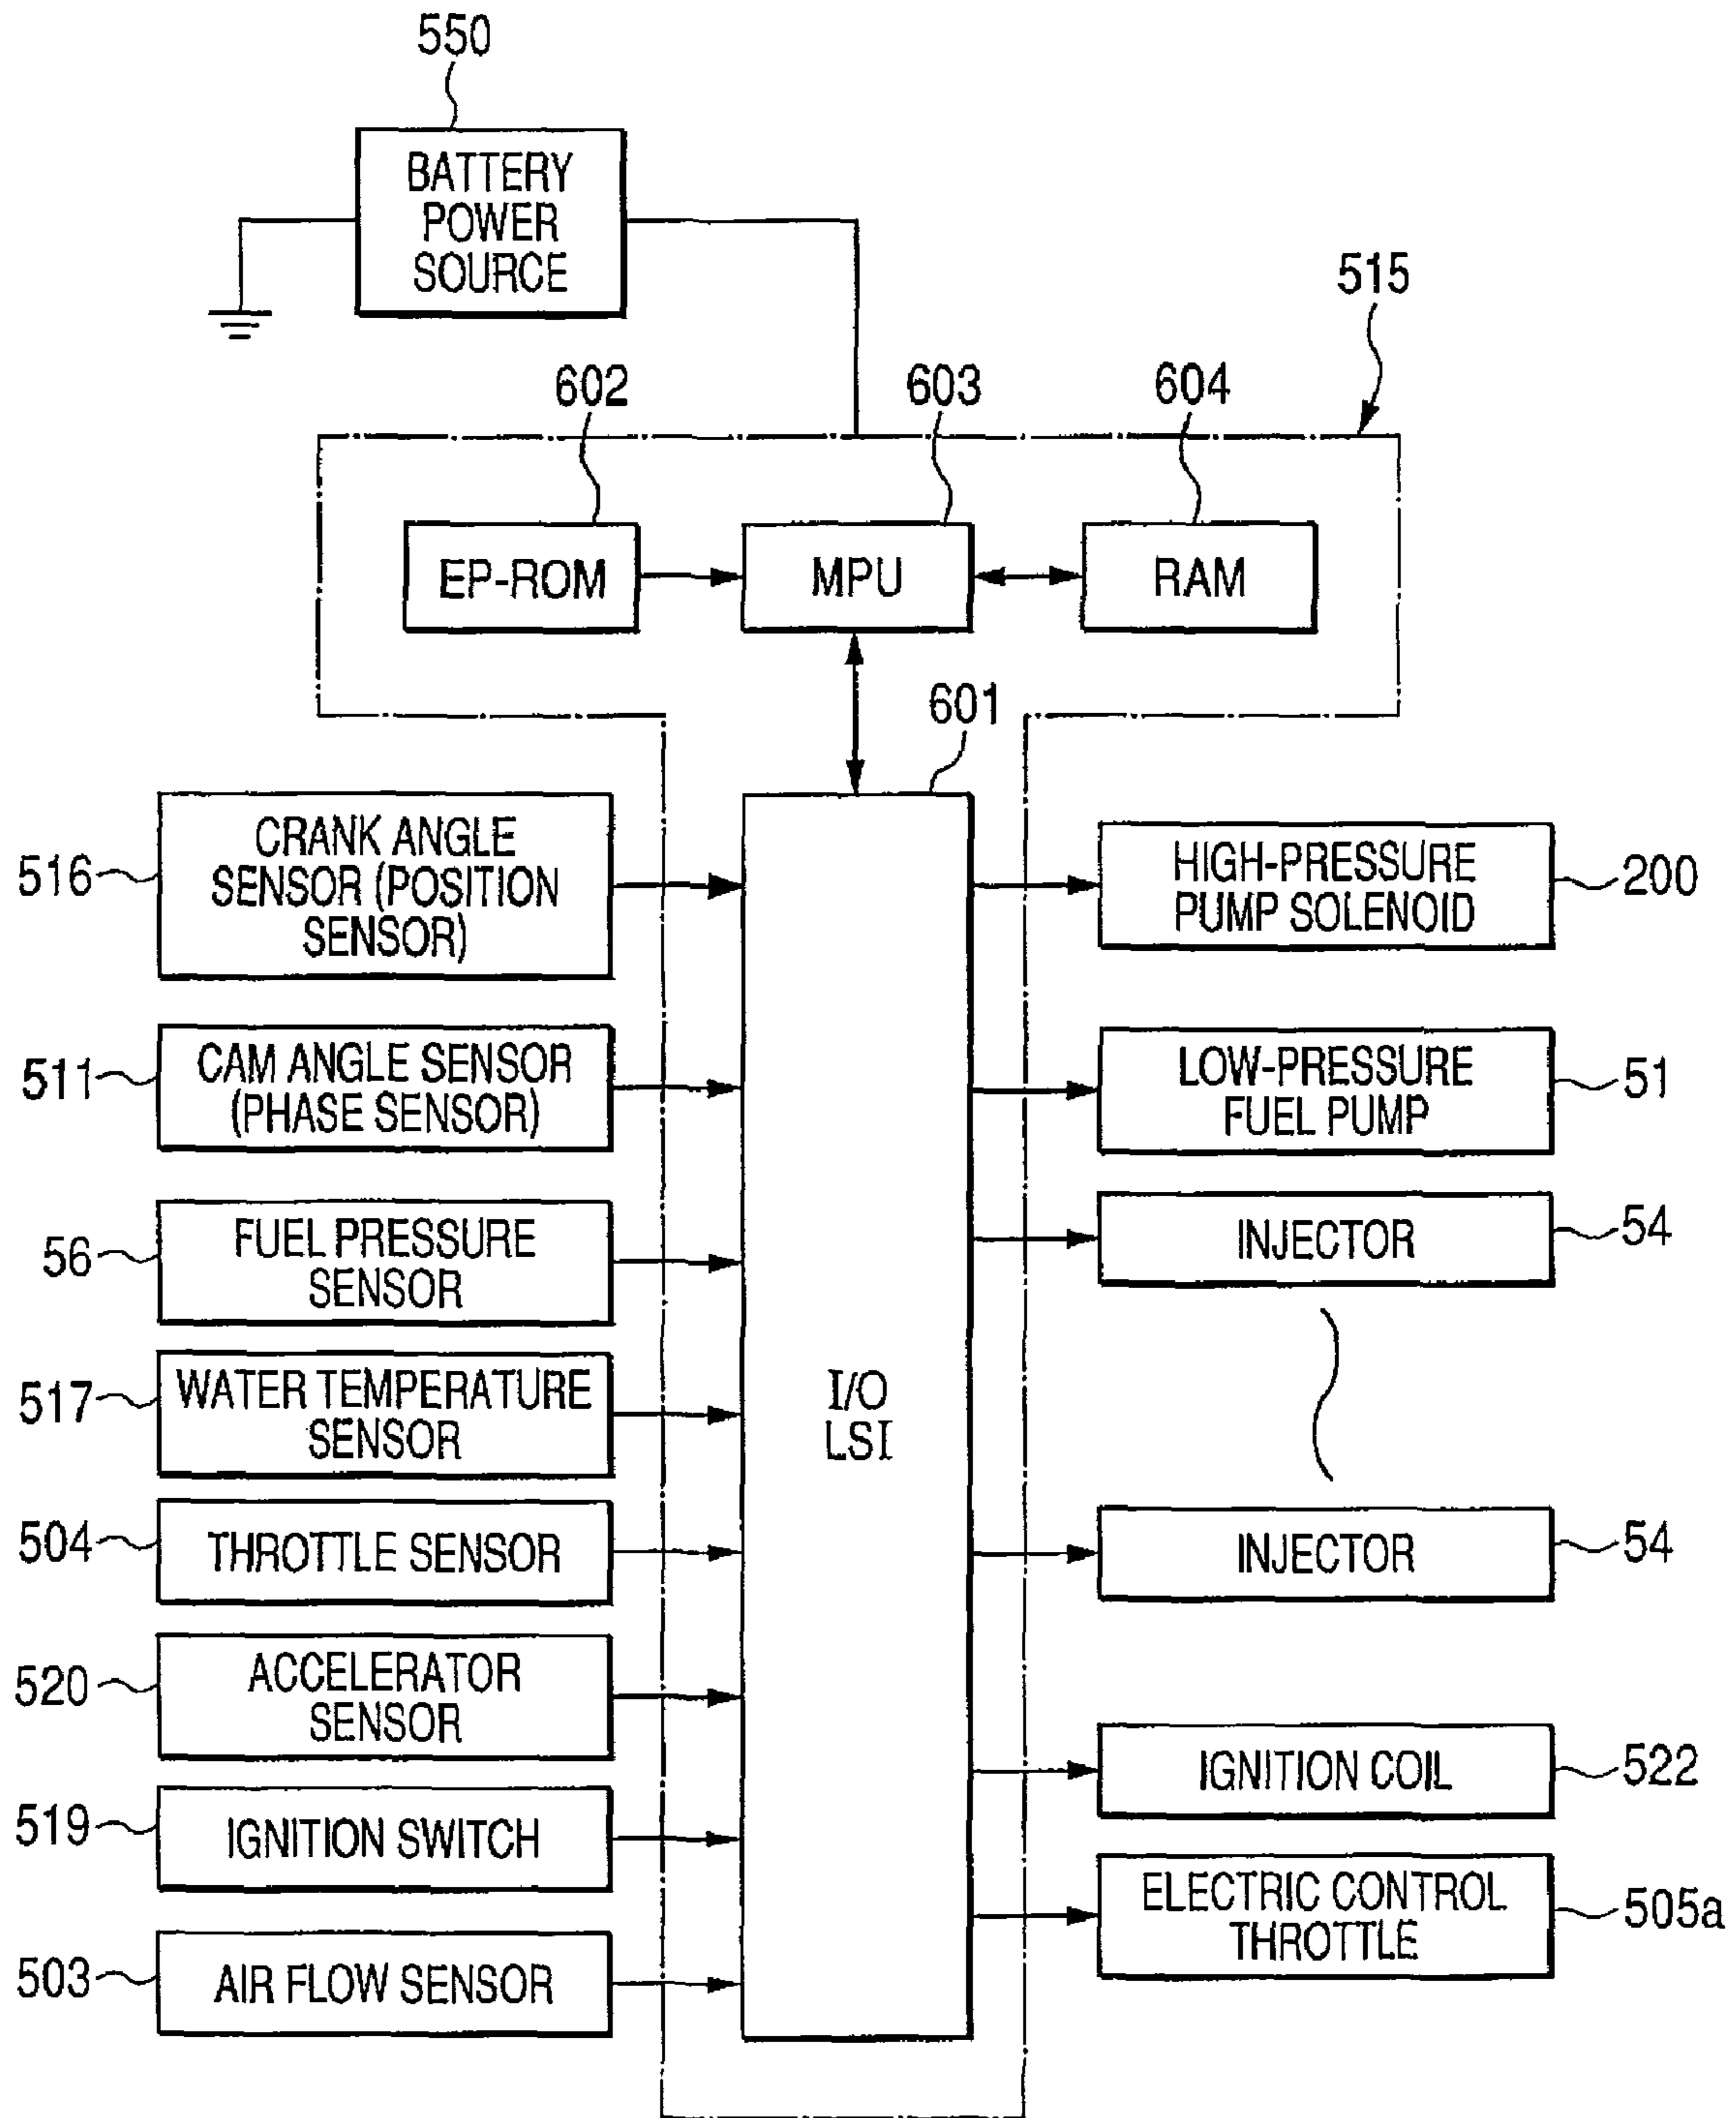 550
BATTERY
POWER
SOURCE
515
602
603
604
EP-ROM
MPU
RAM
601
516
CRANK ANGLE
SENSOR (POSITION
SENSOR)
HIGH-PRESSURE
PUMP SOLENOID
200
511
CAM ANGLE SENSOR
(PHASE SENSOR)
LOW-PRESSURE
FUEL PUMP
51
56
FUEL PRESSURE
SENSOR
INJECTOR
54
517
WATER TEMPERATURE
SENSOR
I/O
LSI
504
THROTTLE SENSOR
INJECTOR
54
520
ACCELERATOR
SENSOR
IGNITION COIL
522
519
IGNITION SWITCH
ELECTRIC CONTROL
THROTTLE
505a
503
AIR FLOW SENSOR